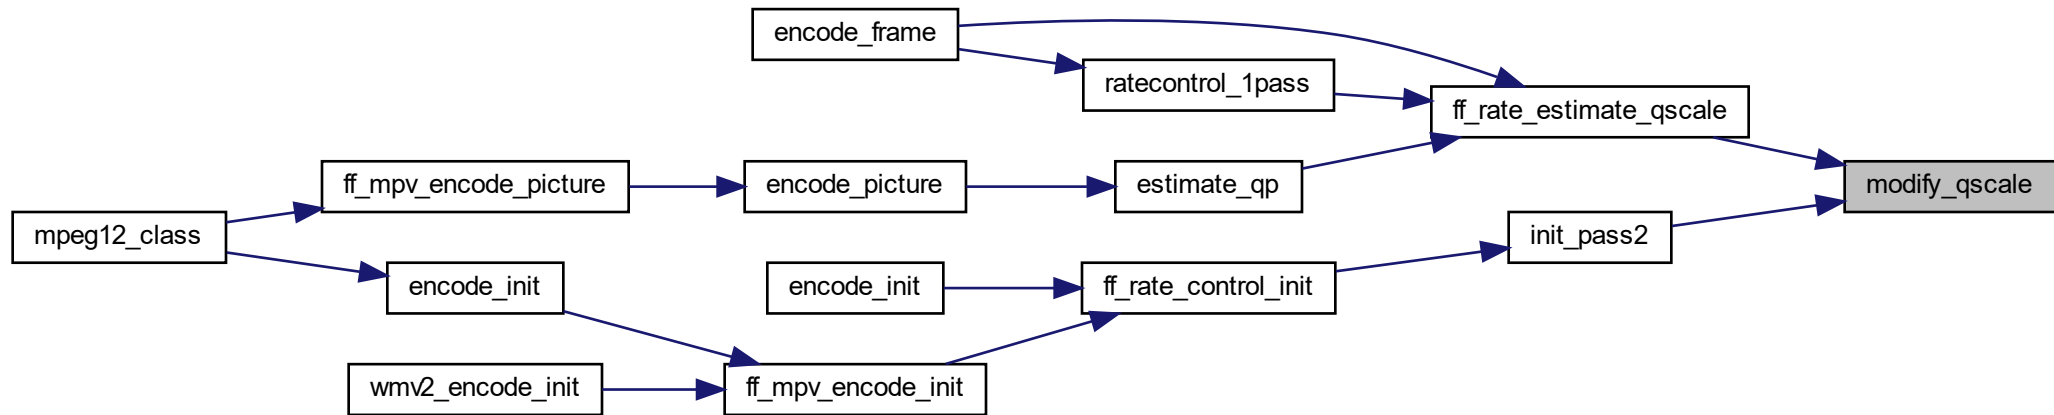 encode_frame
ratecontrol_1pass
ff_rate_estimate_qscale
ff_mpv_encode_picture
encode_picture
estimate_qp
modify_qscale
mpeg12_class
init_pass2
encode_init
encode_init
ff_rate_control_init
wmv2_encode_init
ff_mpv_encode_init